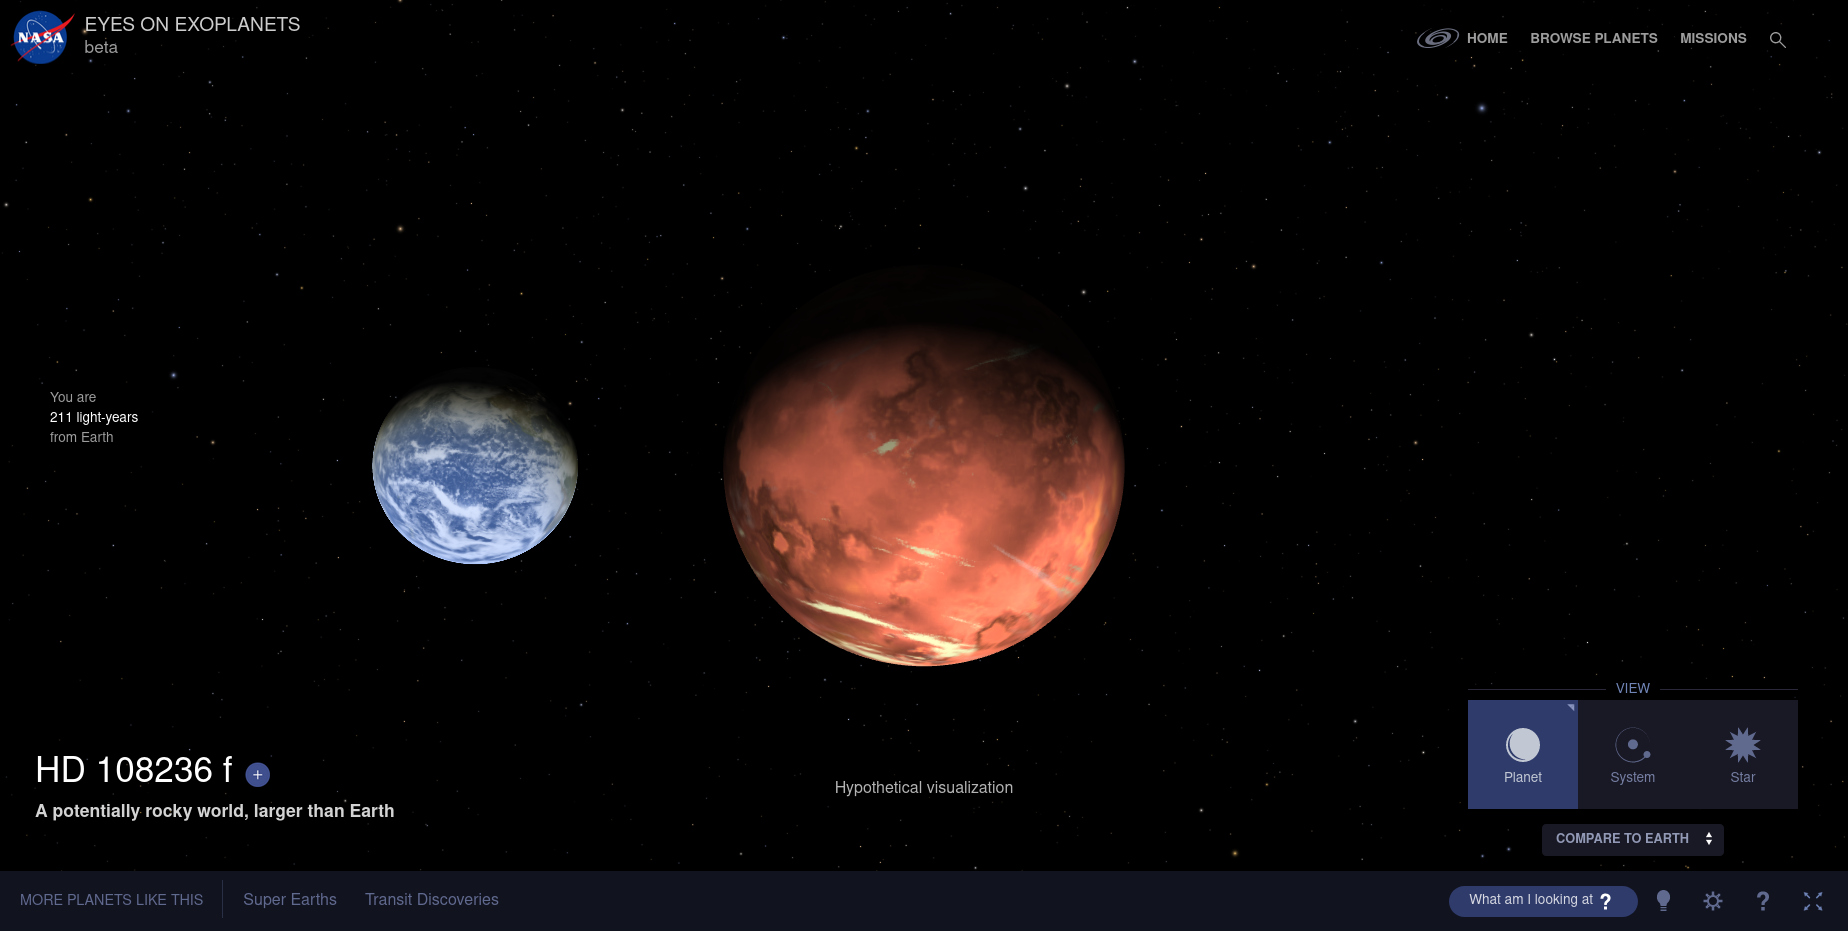 NASA
EYES ON EXOPLANETS
beta
HOME
BROWSE PLANETS
MISSIONS
You are
211 light-years
from Earth
VIEW
Planet
System
Star
HD 108236 f +
A potentially rocky world, larger than Earth
Hypothetical visualization
COMPARE TO EARTH
MORE PLANETS LIKE THIS
Super Earths
Transit Discoveries
What am I looking at ?
?